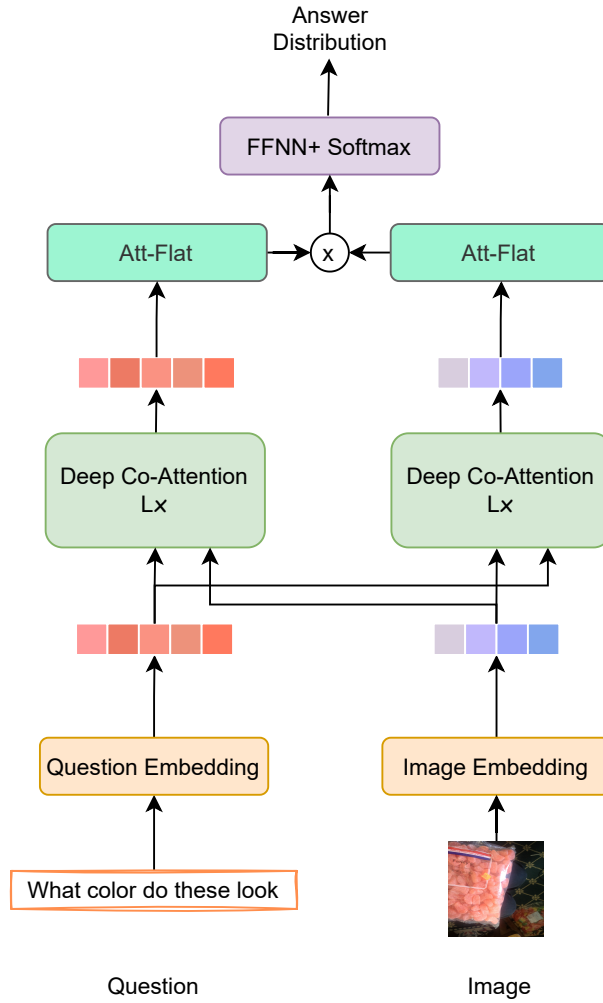 Answer
Distribution
FFNN+ Softmax
Att-Flat
x
Att-Flat
Deep Co-Attention
Lx
Deep Co-Attention
Lx
Question Embedding
Image Embedding
What color do these look
Question
Image